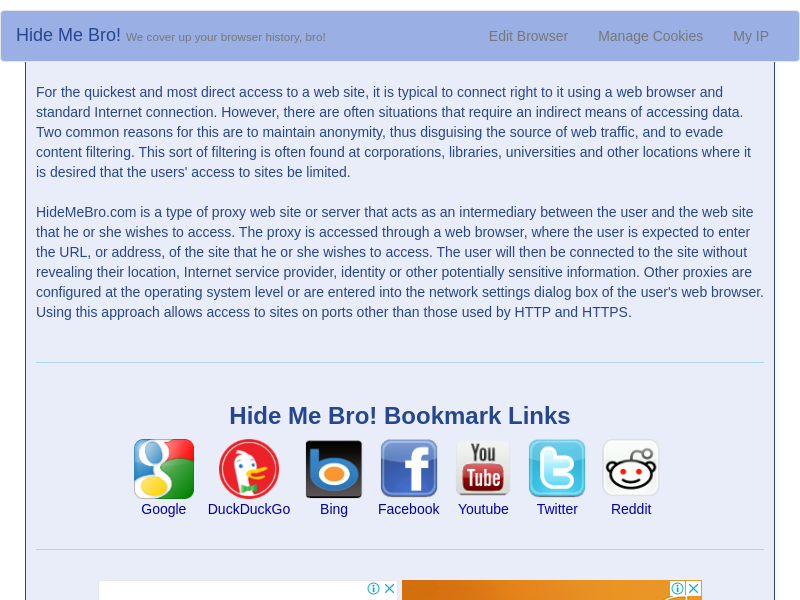 Hide Me Bro! We cover up your browser history, bro! Edit Browser Manage Cookies My IP
For the quickest and most direct access to a web site, it is typical to connect right to it using a web browser and
standard Internet connection. However, there are often situations that require an indirect means of accessing data.
Two common reasons for this are to maintain anonymity, thus disguising the source of web traffic, and to evade
content filtering. This sort of filtering is often found at corporations, libraries, universities and other locations where it
is desired that the users' access to sites be limited.
HideMeBro.com is a type of proxy web site or server that acts as an intermediary between the user and the web site
that he or she wishes to access. The proxy is accessed through a web browser, where the user is expected to enter
the URL, or address, of the site that he or she wishes to access. The user will then be connected to the site without
revealing their location, Internet service provider, identity or other potentially sensitive information. Other proxies are
configured at the operating system level or are entered into the network settings dialog box of the user's web browser.
Using this approach allows access to sites on ports other than those used by HTTP and HTTPS.
Hide Me Bro! Bookmark Links
You
Tube
Google DuckDuckGo Bing Facebook Youtube Twitter Reddit